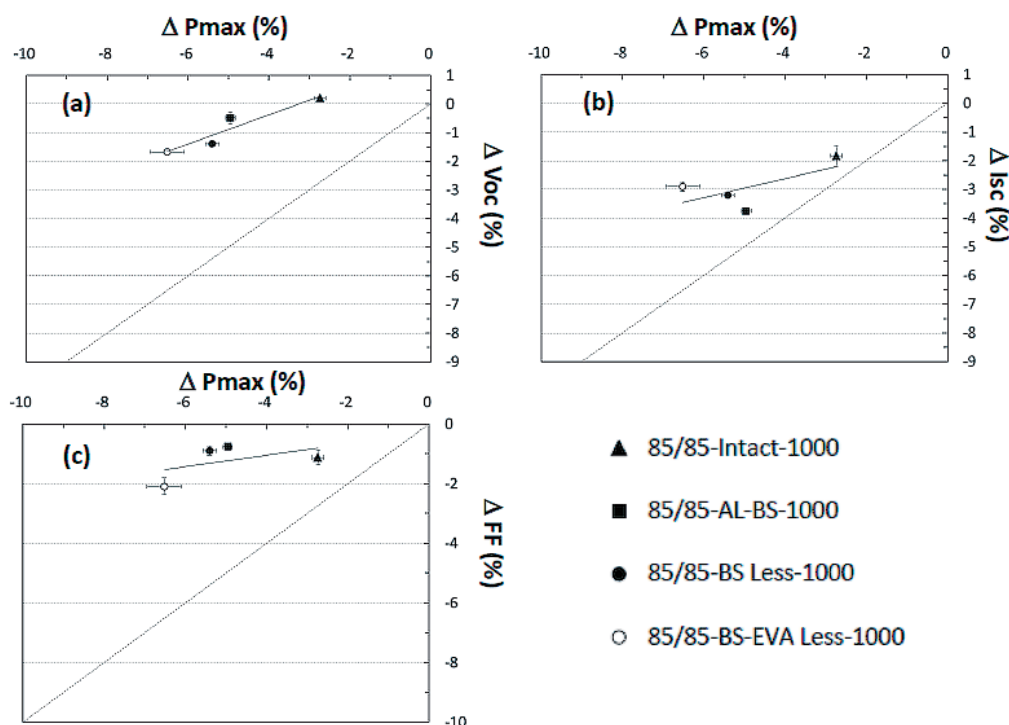 Δ Pmax (%)
-10 -8 -6 -4 -2 0
(a)
1
0
-1
-2
-3
-4
-5
-6
-7
-8
-9
Δ Voc (%)
Δ Pmax (%)
-10 -8 -6 -4 -2 0
(b)
1
0
-1
-2
-3
-4
-5
-6
-7
-8
-9
Δ Isc (%)
Δ Pmax (%)
-10 -8 -6 -4 -2 0
(c)
0
-2
-4
-6
-8
-10
Δ FF (%)
85/85-Intact-1000
85/85-AL-BS-1000
85/85-BS Less-1000
85/85-BS-EVA Less-1000